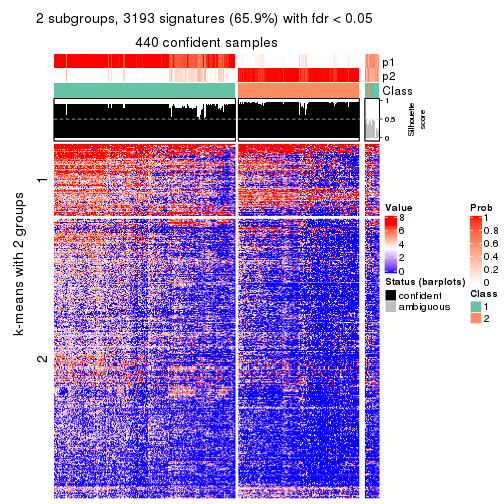 2 subgroups, 3193 signatures (65.9%) with fdr < 0.05
440 confident samples
p1
p2
Class
1
0.5
0
Silhouette
score
k-means with 2 groups
1
2
Value
8
6
4
2
0
Status (barplots)
confident
ambiguous
Prob
1
0.8
0.6
0.4
0.2
0
Class
1
2